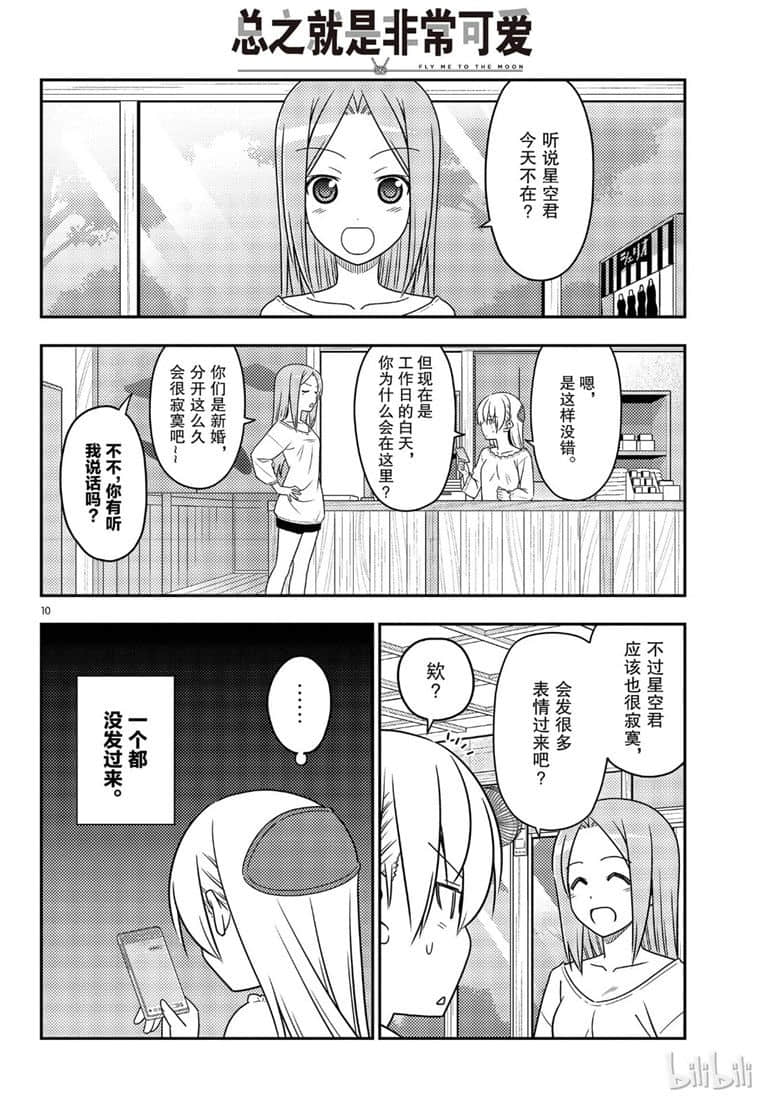 总之就是非常可爱
FLY ME TO THE MOON
听说星空君
今天不在?
嗯,
是这样没错。
但现在是
工作日的白天,
你为什么会在这里?
你们是新婚,
分开这么久
会很寂寞吧~
不不,你有听
我说话吗?
10
不过星空君
应该也很寂寞,
会发很多
表情过来吧?
欸?
……
一个都
没发过来。
bilibili